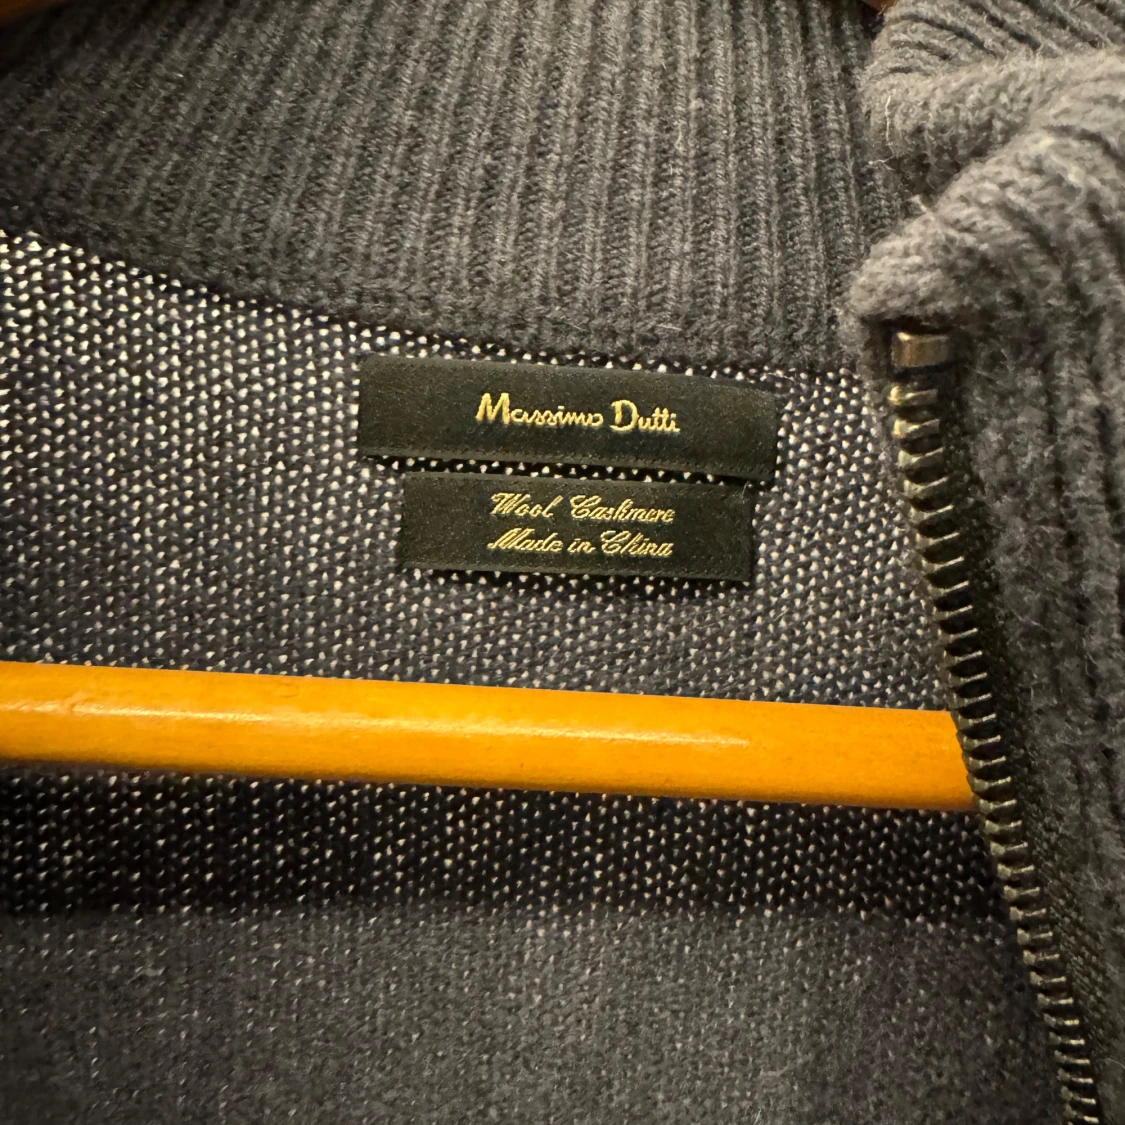 Massimo Dutti
Wool Cashmere
Made in China